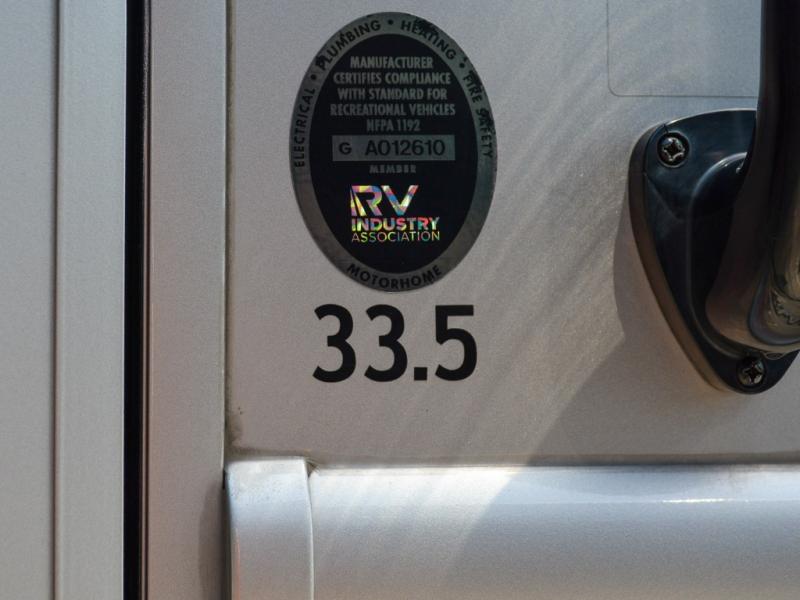 ELECTRICAL • PLUMBING • HEATING • FIRE SAFETY
MANUFACTURER
CERTIFIES COMPLIANCE
WITH STANDARD FOR
RECREATIONAL VEHICLES
NFPA 1192
G A012610
MEMBER
RV
INDUSTRY
ASSOCIATION
MOTORHOME
33.5